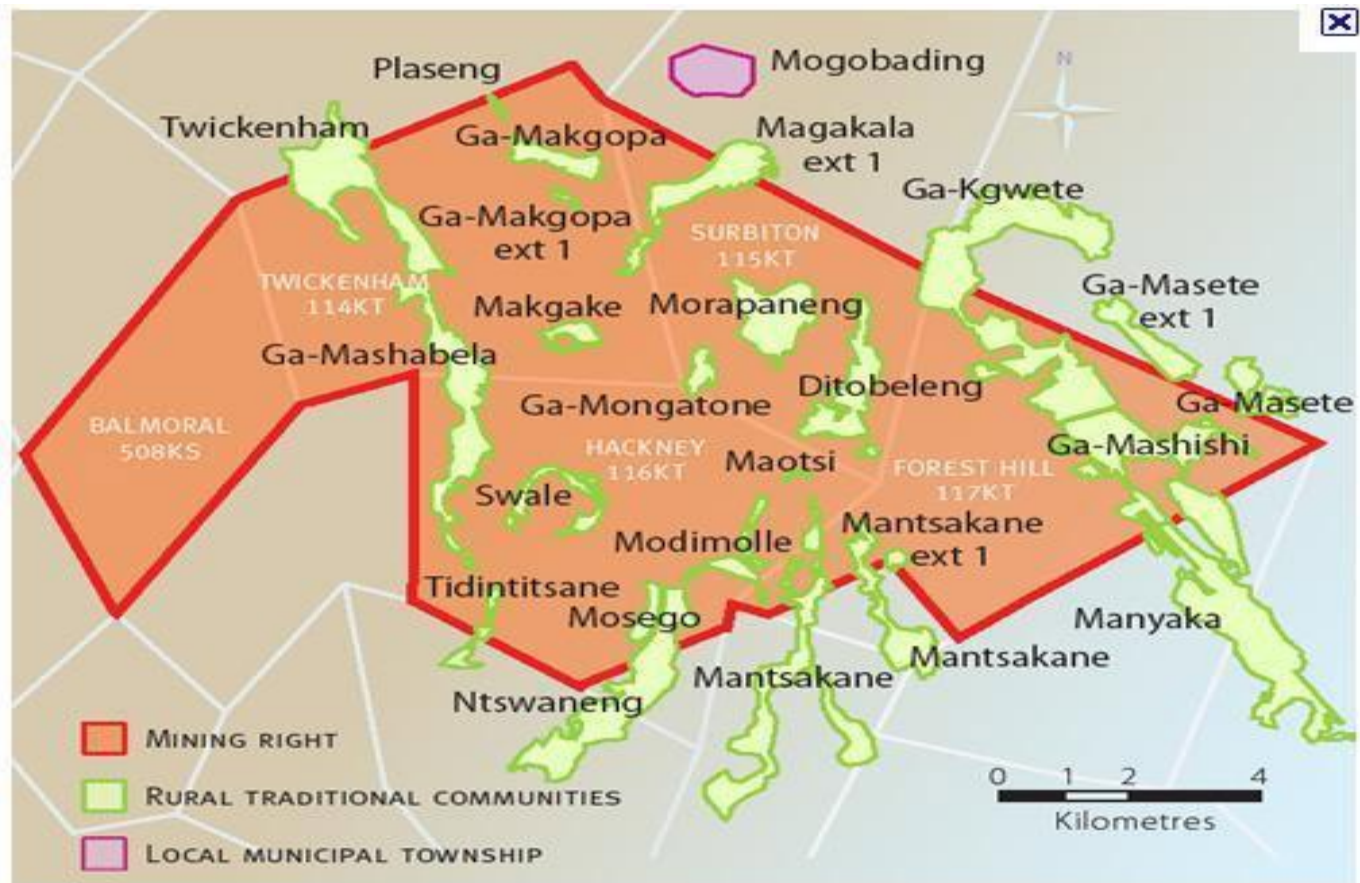 Mogobading
N
Plaseng
Twickenham
Ga-Makgopa
Magakala
ext 1
Ga-Kgwete
Ga-Makgopa
ext 1
SURBITON
115KT
TWICKENHAM
114KT
Makgake
Morapaneng
Ga-Masete
ext 1
Ga-Mashabela
Ditobeleng
Ga-Mongatone
Ga-Masete
BALMORAL
508KS
HACKNEY
116KT
Maotsi
Ga-Mashishi
FOREST HILL
117KT
Swale
Mantsakane
ext 1
Modimolle
Tidintitsane
Mosego
Manyaka
Mantsakane
Mantsakane
Ntswaneng
MINING RIGHT
RURAL TRADITIONAL COMMUNITIES
LOCAL MUNICIPAL TOWNSHIP
0 1 2 4
Kilometres